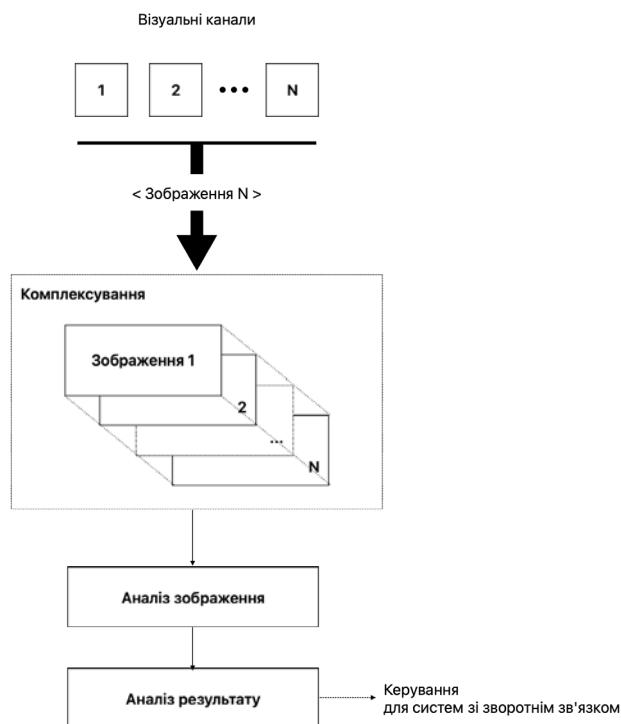 Візуальні канали
1 2 ••• N
< Зображення N >
Комплексування
Зображення 1
2
...
N
Аналіз зображення
Аналіз результату
Керування
для систем зі зворотнім зв'язком